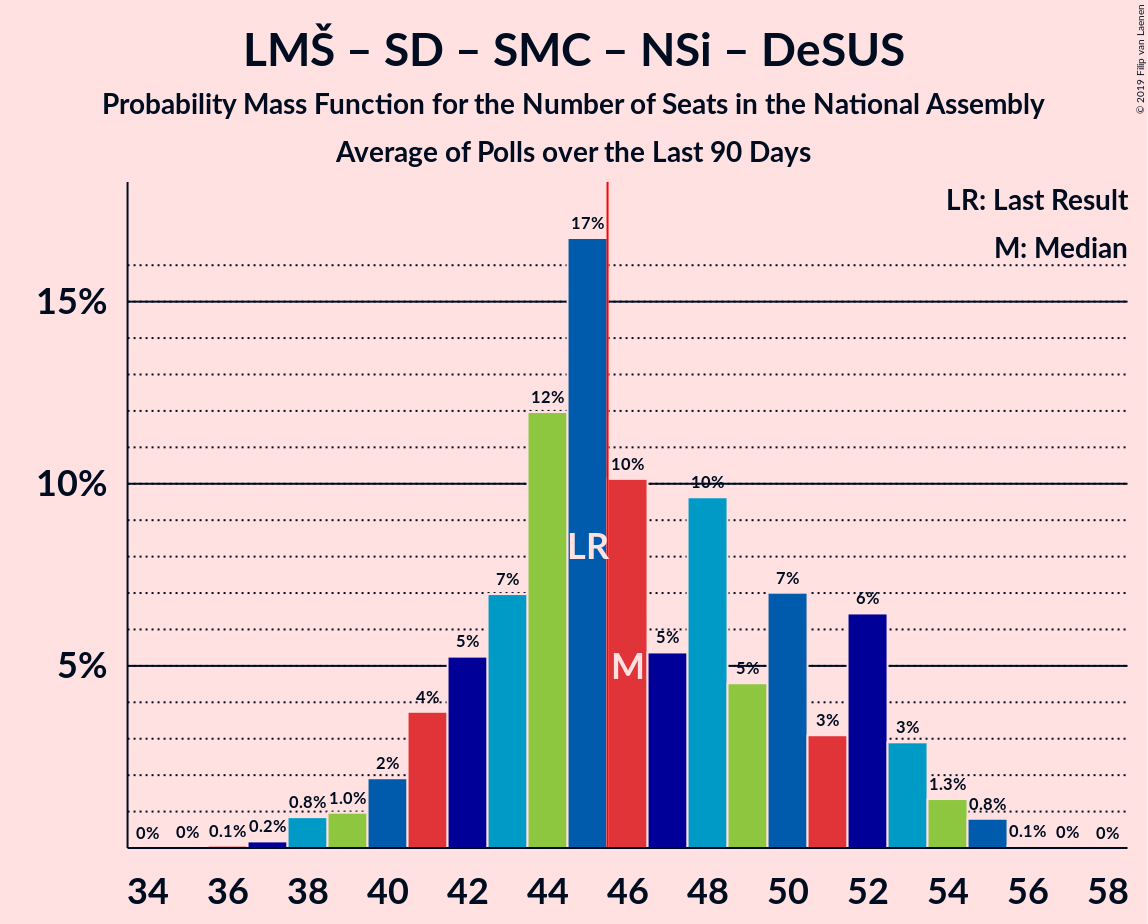 LMŠ – SD – SMC – NSi – DeSUS
Probability Mass Function for the Number of Seats in the National Assembly
Average of Polls over the Last 90 Days
© 2019 Filip van Laenen
LR: Last Result
M: Median
15%
10%
5%
0% 0% 0.1% 0.2% 0.8% 1.0% 2% 4% 5% 7% 12% 17% 10% 5% 10% 5% 7% 3% 6% 3% 1.3% 0.8% 0.1% 0% 0%
LR
M
34 36 38 40 42 44 46 48 50 52 54 56 58